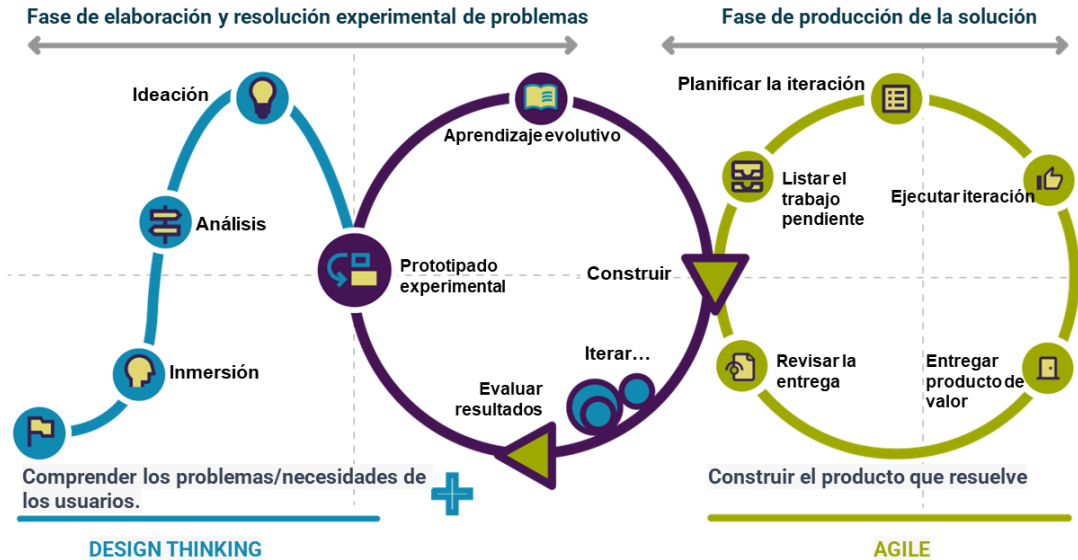 Fase de elaboración y resolución experimental de problemas
Fase de producción de la solución
Ideación
Análisis
Inmersión
Aprendizaje evolutivo
Prototipado
experimental
Construir
Iterar...
Evaluar
resultados
Planificar la iteración
Listar el
trabajo
pendiente
Ejecutar iteración
Revisar la
entrega
Entregar
producto de
valor
Comprender los problemas/necesidades de
los usuarios.
Construir el producto que resuelve
DESIGN THINKING
AGILE